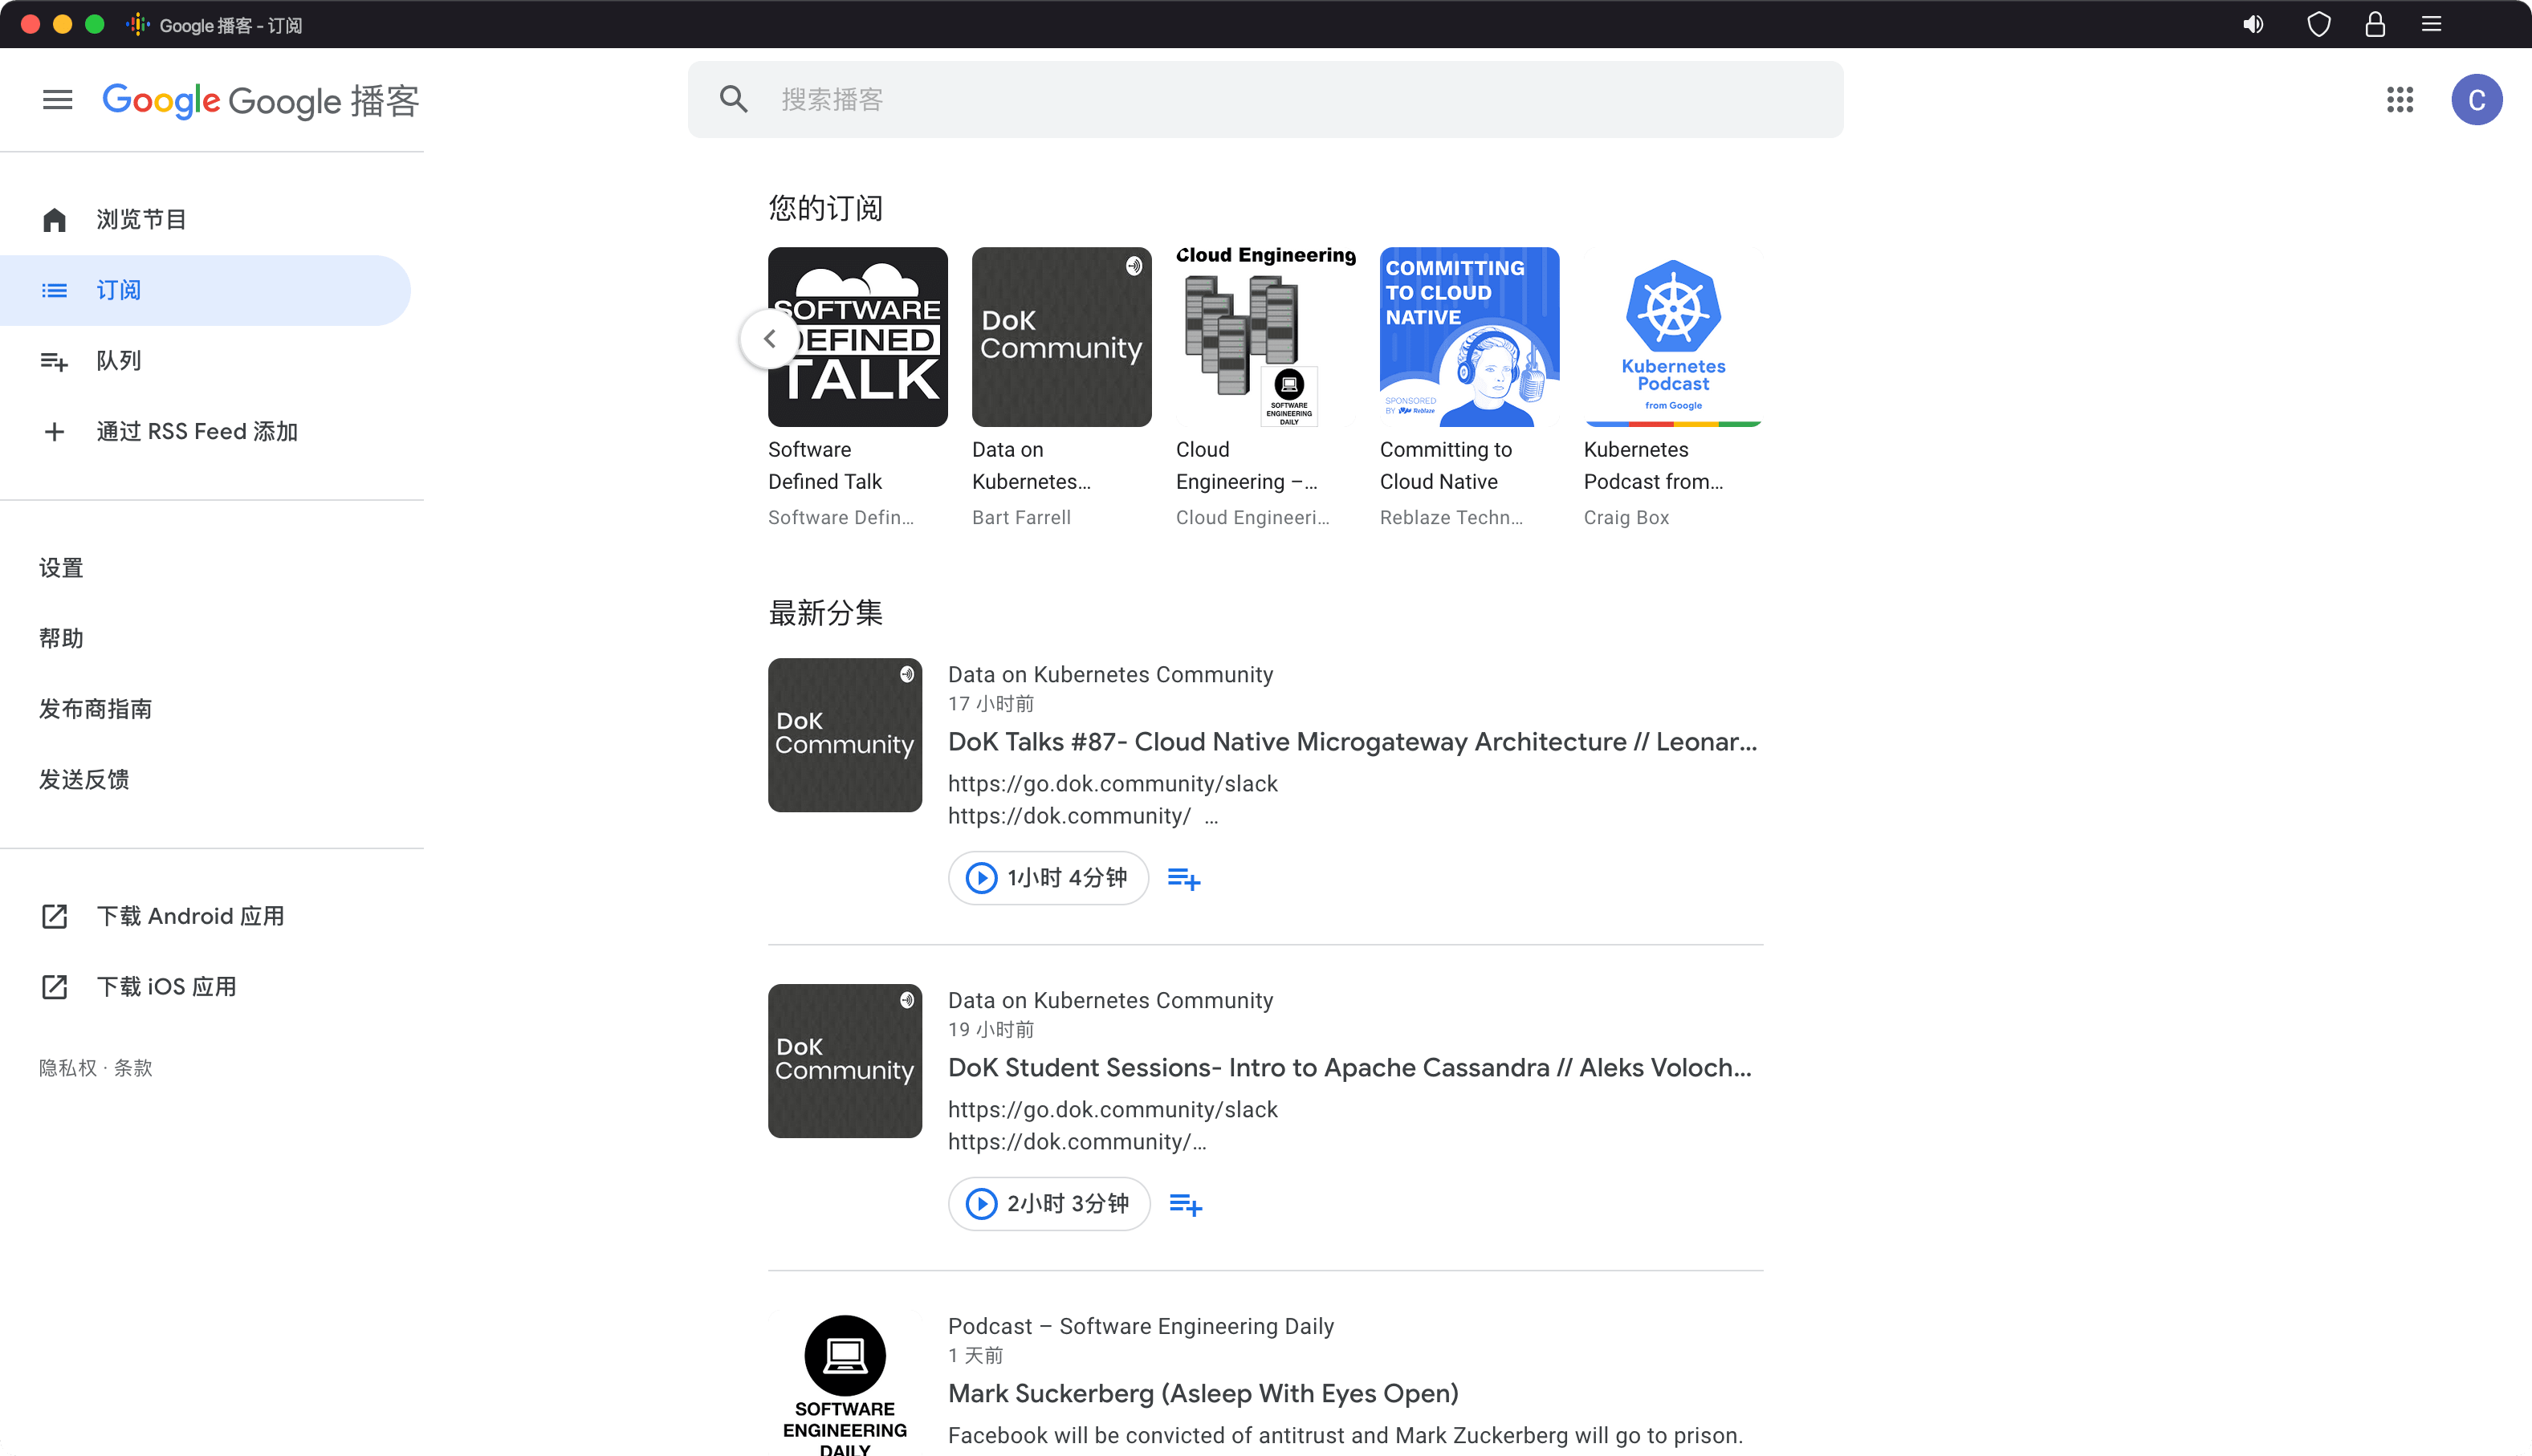 Google 播客 - 订阅
Google Google 播客
搜索播客
C
浏览节目
订阅
队列
通过 RSS Feed 添加
设置
帮助
发布商指南
发送反馈
下载 Android 应用
下载 iOS 应用
隐私权 · 条款
您的订阅
SOFTWARE
DEFINED
TALK
Software
Defined Talk
Software Defin...
DoK
Community
Data on
Kubernetes...
Bart Farrell
Cloud Engineering
SOFTWARE
ENGINEERING
DAILY
Cloud
Engineering –...
Cloud Engineeri...
COMMITTING
TO CLOUD
NATIVE
SPONSORED
BY Reblaze
Committing to
Cloud Native
Reblaze Techn...
Kubernetes
Podcast
from Google
Kubernetes
Podcast from...
Craig Box
最新分集
DoK
Community
Data on Kubernetes Community
17 小时前
DoK Talks #87- Cloud Native Microgateway Architecture // Leonar...
https://go.dok.community/slack
https://dok.community/ ...
1小时 4分钟
DoK
Community
Data on Kubernetes Community
19 小时前
DoK Student Sessions- Intro to Apache Cassandra // Aleks Voloch...
https://go.dok.community/slack
https://dok.community/...
2小时 3分钟
SOFTWARE
ENGINEERING
DAILY
Podcast – Software Engineering Daily
1 天前
Mark Suckerberg (Asleep With Eyes Open)
Facebook will be convicted of antitrust and Mark Zuckerberg will go to prison.